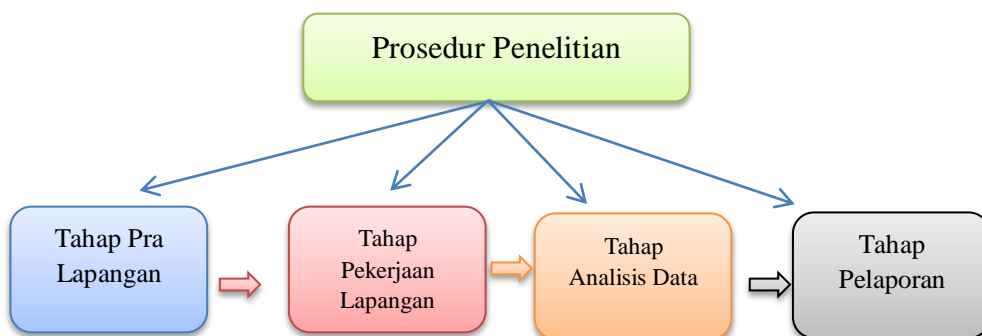 Prosedur Penelitian
Tahap Pra
Lapangan
Tahap
Pekerjaan
Lapangan
Tahap
Analisis Data
Tahap
Pelaporan